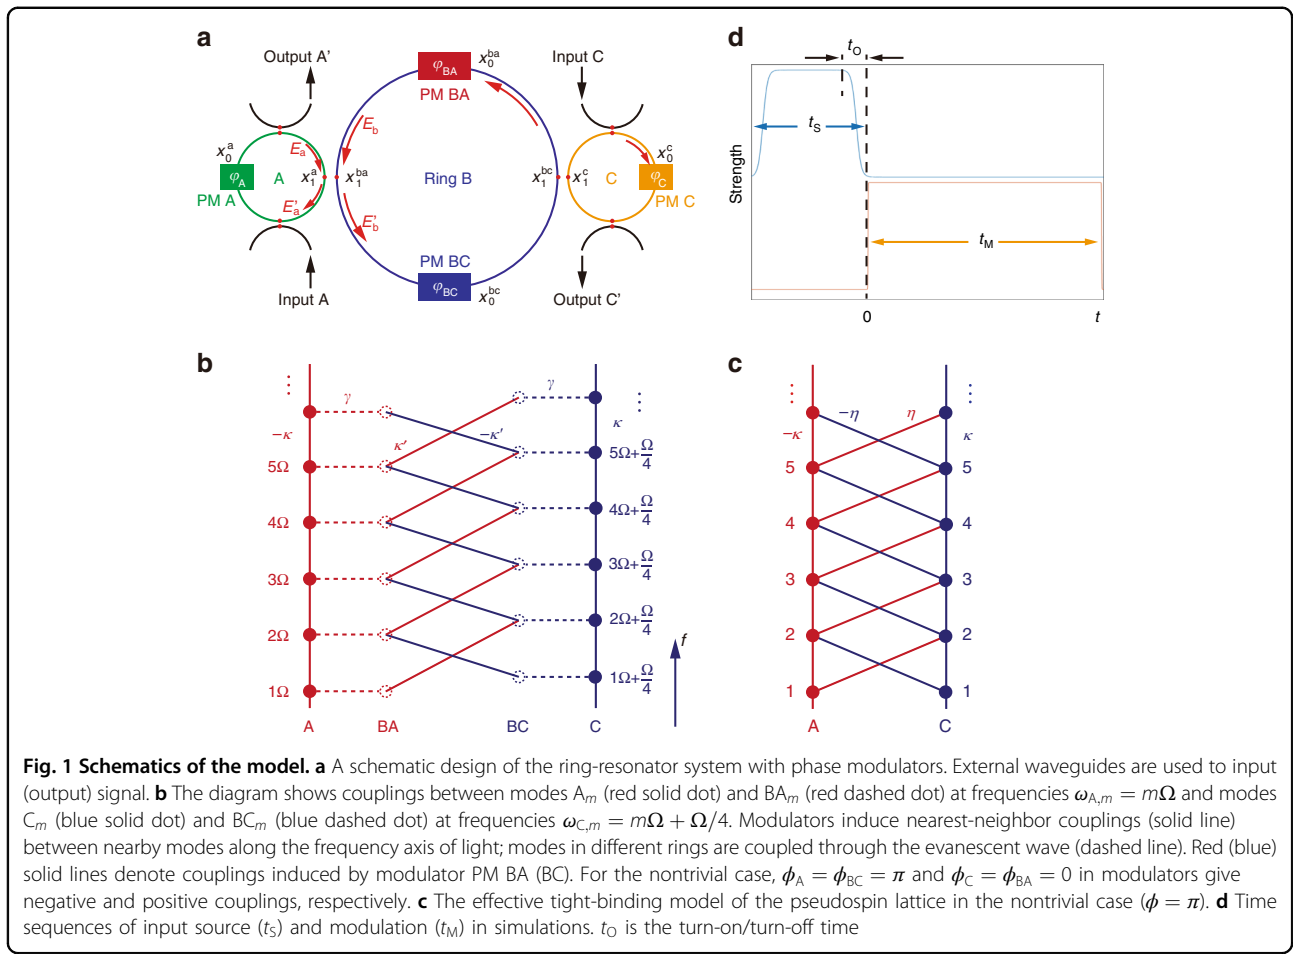 a
Output A'
φBA
x0ba
PM BA
Input C
x0a
Ea
Eb
φA
A
x1a
x1ba
Ring B
x1bc
x1c
C
x0c
φC
PM A
E'a
E'b
PM C
PM BC
φBC
x0bc
Input A
Output C'
d
tO
tS
Strength
tM
0
t
b
⋮
γ
γ
⋮
−κ
κ'
−κ'
κ
5Ω
5Ω+Ω/4
4Ω
4Ω+Ω/4
3Ω
3Ω+Ω/4
2Ω
2Ω+Ω/4
f
1Ω
1Ω+Ω/4
A
BA
BC
C
c
⋮
−η
η
⋮
−κ
κ
5
5
4
4
3
3
2
2
1
1
A
C
Fig. 1 Schematics of the model. a A schematic design of the ring-resonator system with phase modulators. External waveguides are used to input
(output) signal. b The diagram shows couplings between modes Am (red solid dot) and BAm (red dashed dot) at frequencies ωA,m = mΩ and modes
Cm (blue solid dot) and BCm (blue dashed dot) at frequencies ωC,m = mΩ + Ω/4. Modulators induce nearest-neighbor couplings (solid line)
between nearby modes along the frequency axis of light; modes in different rings are coupled through the evanescent wave (dashed line). Red (blue)
solid lines denote couplings induced by modulator PM BA (BC). For the nontrivial case, ϕA = ϕBC = π and ϕC = ϕBA = 0 in modulators give
negative and positive couplings, respectively. c The effective tight-binding model of the pseudospin lattice in the nontrivial case (ϕ = π). d Time
sequences of input source (tS) and modulation (tM) in simulations. tO is the turn-on/turn-off time